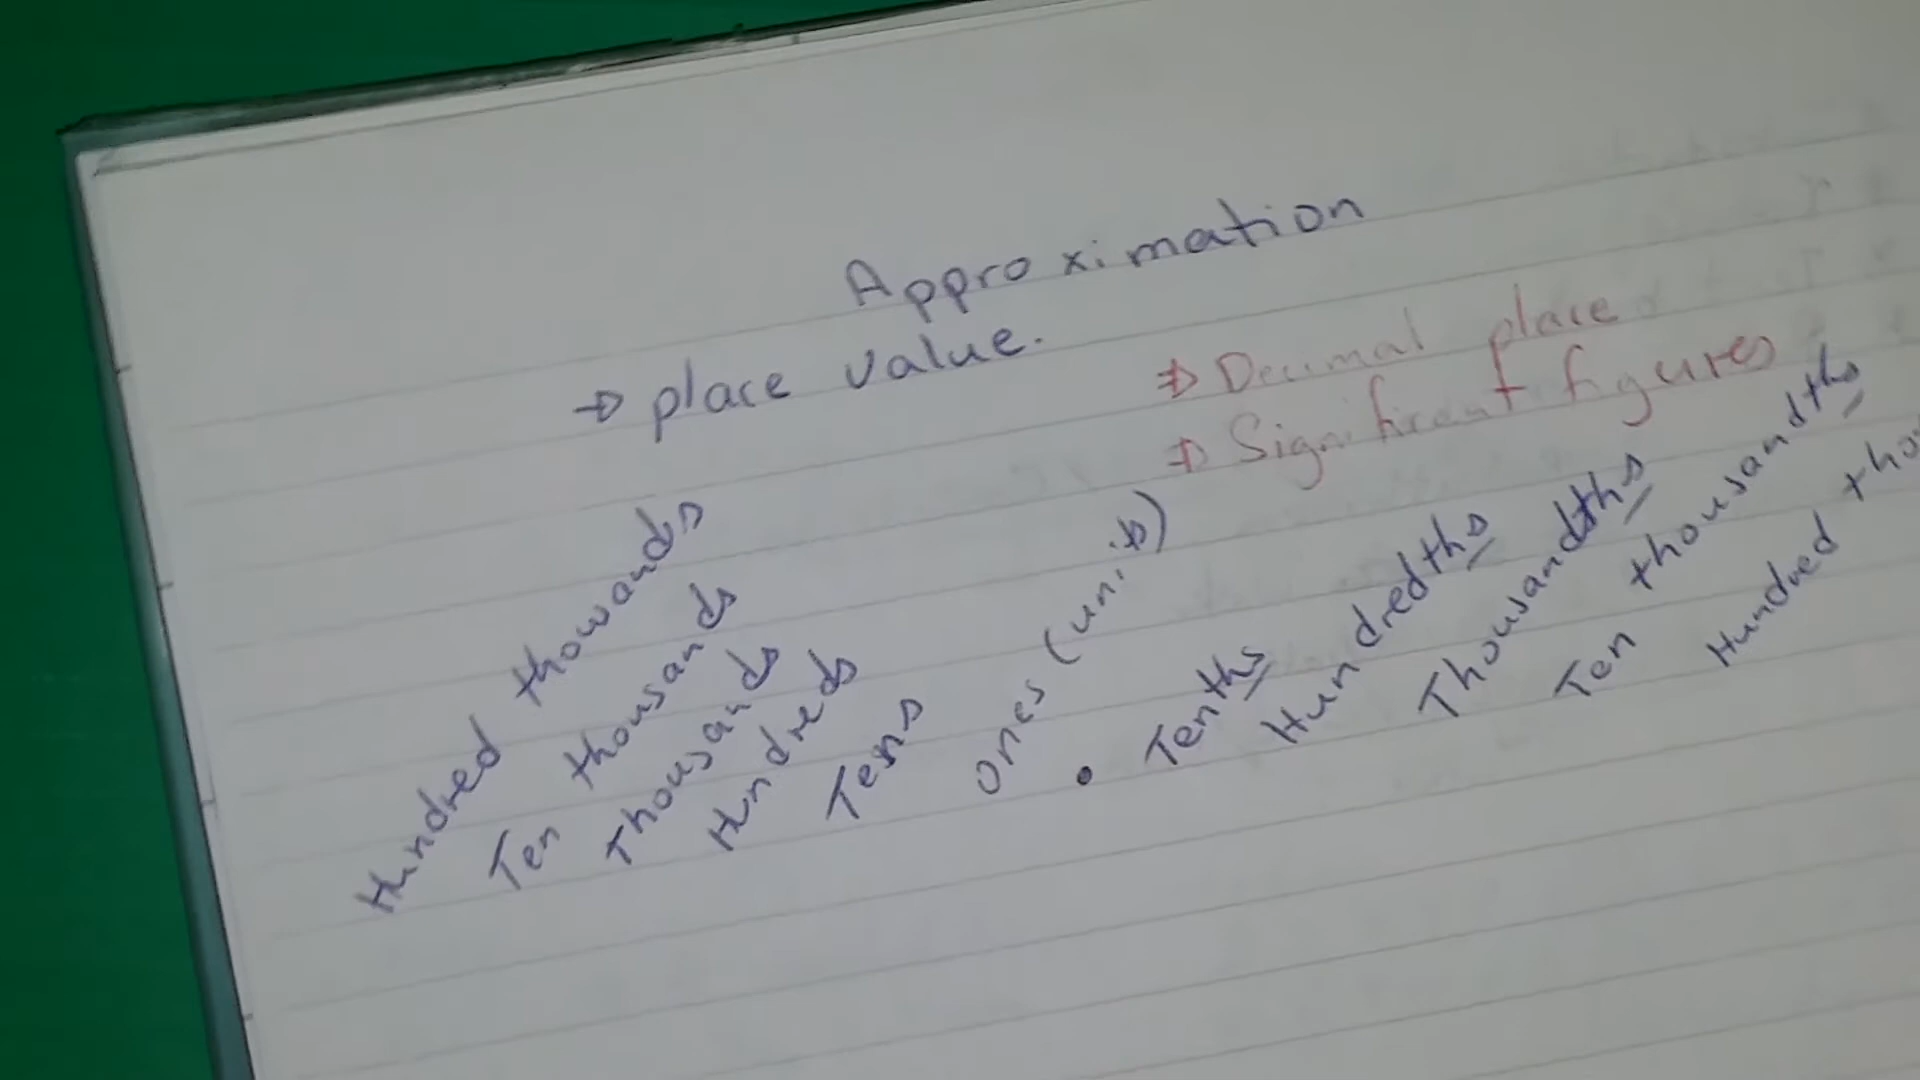 Approximation
→ place value.
⇒ Decimal place
⇒ Significant figures
Hundred thousands
Ten thousands
Thousands
Hundreds
Tens
Ones (units)
•
Tenths
Hundredths
Thousandths
Ten thousandths
Hundred